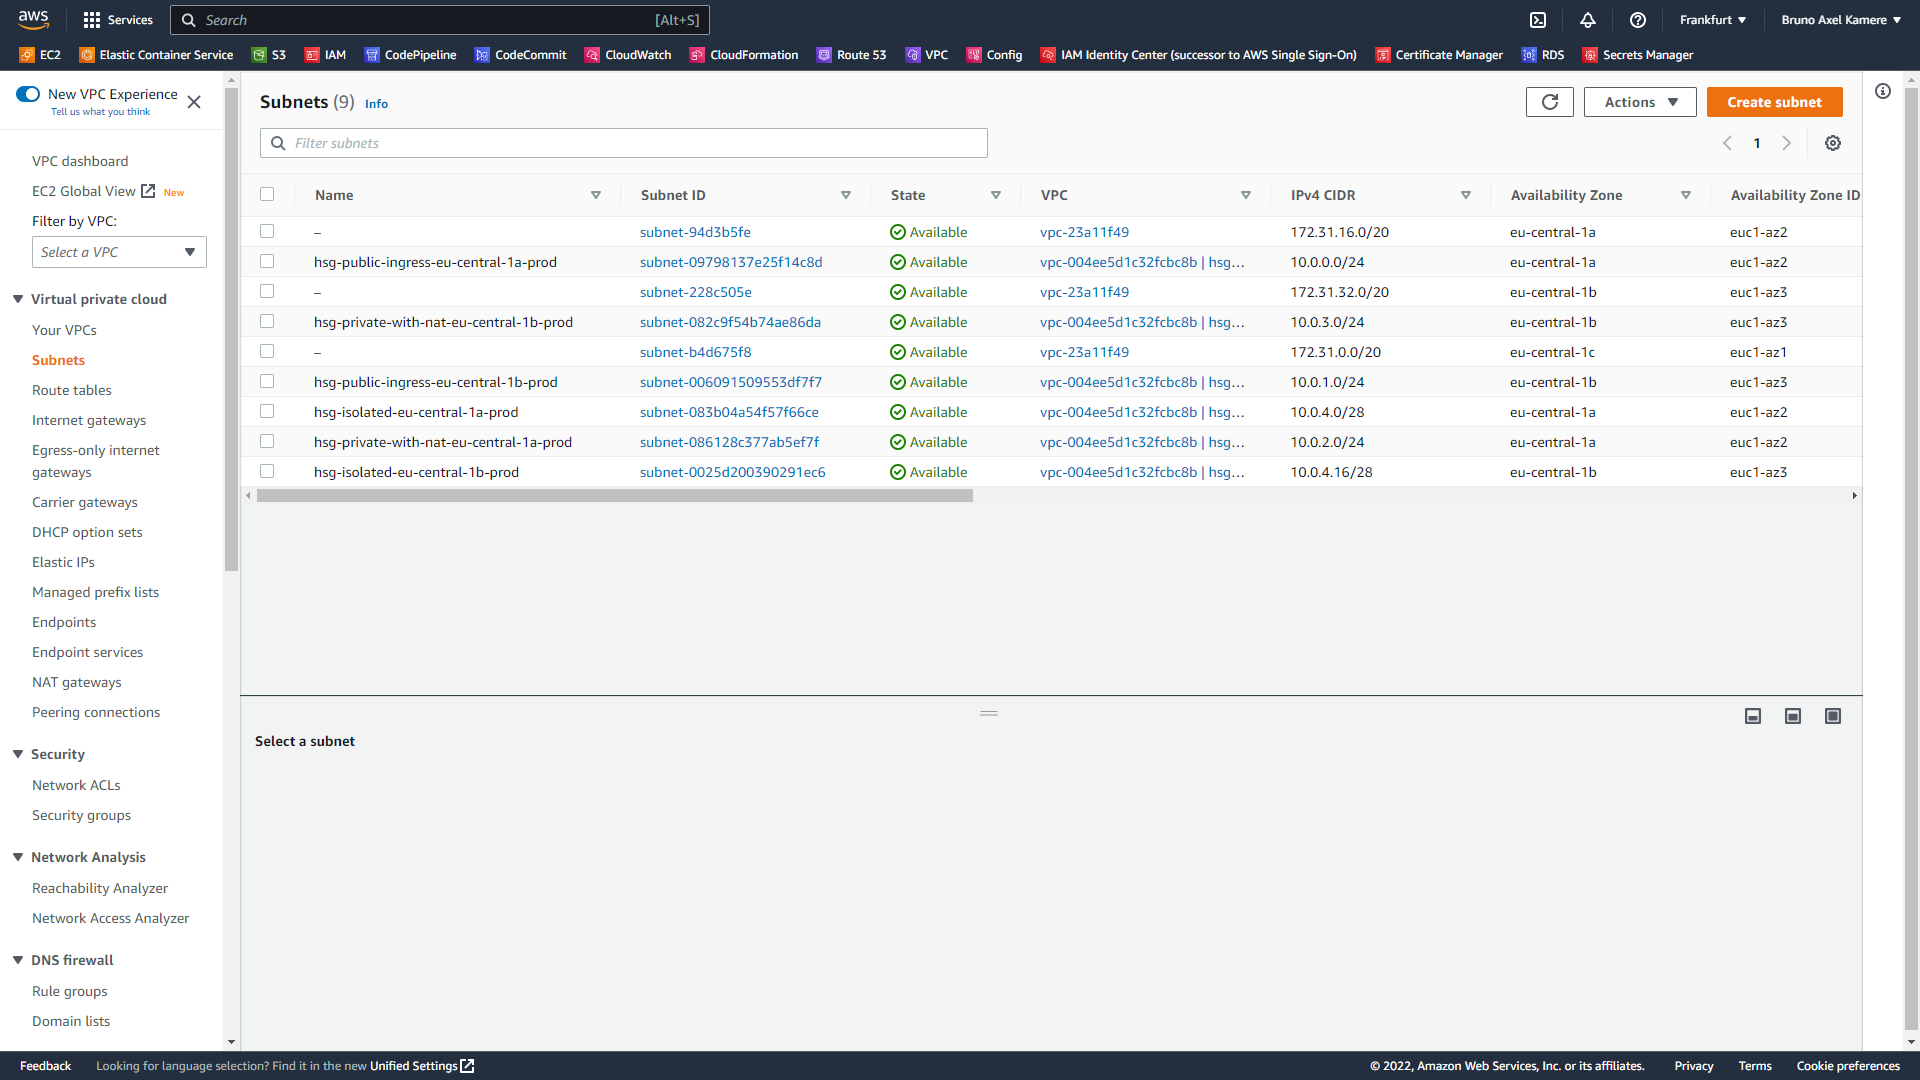 aws
Services
Search [Alt+S]
Frankfurt ▼
Bruno Axel Kamere ▼
EC2 Elastic Container Service S3 IAM CodePipeline CodeCommit CloudWatch CloudFormation Route 53 VPC Config IAM Identity Center (successor to AWS Single Sign-On) Certificate Manager RDS Secrets Manager
New VPC Experience
Tell us what you think
VPC dashboard
EC2 Global View New
Filter by VPC:
Select a VPC
Virtual private cloud
Your VPCs
Subnets
Route tables
Internet gateways
Egress-only internet
gateways
Carrier gateways
DHCP option sets
Elastic IPs
Managed prefix lists
Endpoints
Endpoint services
NAT gateways
Peering connections
Security
Network ACLs
Security groups
Network Analysis
Reachability Analyzer
Network Access Analyzer
DNS firewall
Rule groups
Domain lists
Subnets (9) Info
Actions
Create subnet
Filter subnets
1
Name Subnet ID State VPC IPv4 CIDR Availability Zone Availability Zone ID
– subnet-94d3b5fe Available vpc-23a11f49 172.31.16.0/20 eu-central-1a euc1-az2
hsg-public-ingress-eu-central-1a-prod subnet-09798137e25f14c8d Available vpc-004ee5d1c32fcbc8b | hsg... 10.0.0.0/24 eu-central-1a euc1-az2
– subnet-228c505e Available vpc-23a11f49 172.31.32.0/20 eu-central-1b euc1-az3
hsg-private-with-nat-eu-central-1b-prod subnet-082c9f54b74ae86da Available vpc-004ee5d1c32fcbc8b | hsg... 10.0.3.0/24 eu-central-1b euc1-az3
– subnet-b4d675f8 Available vpc-23a11f49 172.31.0.0/20 eu-central-1c euc1-az1
hsg-public-ingress-eu-central-1b-prod subnet-006091509553df7f7 Available vpc-004ee5d1c32fcbc8b | hsg... 10.0.1.0/24 eu-central-1b euc1-az3
hsg-isolated-eu-central-1a-prod subnet-083b04a54f57f66ce Available vpc-004ee5d1c32fcbc8b | hsg... 10.0.4.0/28 eu-central-1a euc1-az2
hsg-private-with-nat-eu-central-1a-prod subnet-086128c377ab5ef7f Available vpc-004ee5d1c32fcbc8b | hsg... 10.0.2.0/24 eu-central-1a euc1-az2
hsg-isolated-eu-central-1b-prod subnet-0025d200390291ec6 Available vpc-004ee5d1c32fcbc8b | hsg... 10.0.4.16/28 eu-central-1b euc1-az3
Select a subnet
Feedback Looking for language selection? Find it in the new Unified Settings
© 2022, Amazon Web Services, Inc. or its affiliates. Privacy Terms Cookie preferences